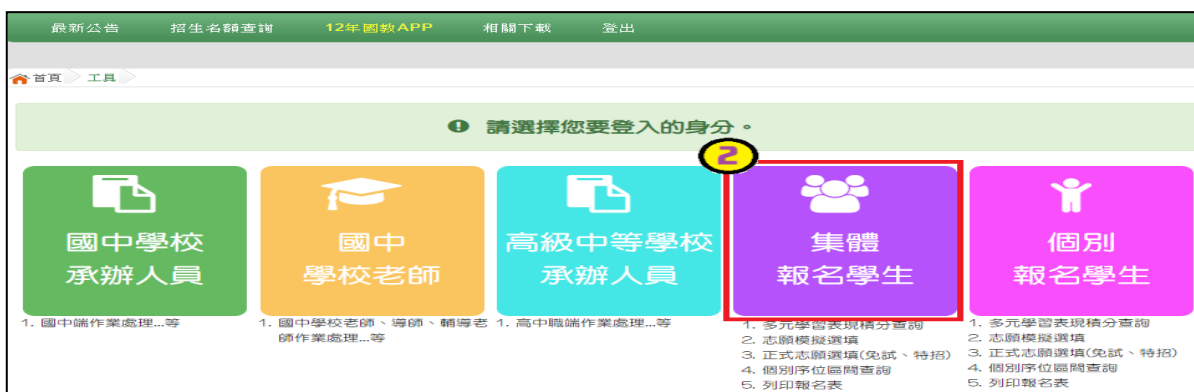 最新公告 招生名額查詢 12年國教APP 相關下載 登出
首頁 工具
請選擇您要登入的身分。
2
國中學校
承辦人員
1. 國中端作業處理...等
國中
學校老師
1. 國中學校老師、導師、輔導老
師作業處理...等
高級中等學校
承辦人員
1. 高中職端作業處理...等
集體
報名學生
1. 多元學習表現積分查詢
2. 志願模擬選填
3. 正式志願選填(免試、特招)
4. 個別序位區間查詢
5. 列印報名表
個別
報名學生
1. 多元學習表現積分查詢
2. 志願模擬選填
3. 正式志願選填(免試、特招)
4. 個別序位區間查詢
5. 列印報名表